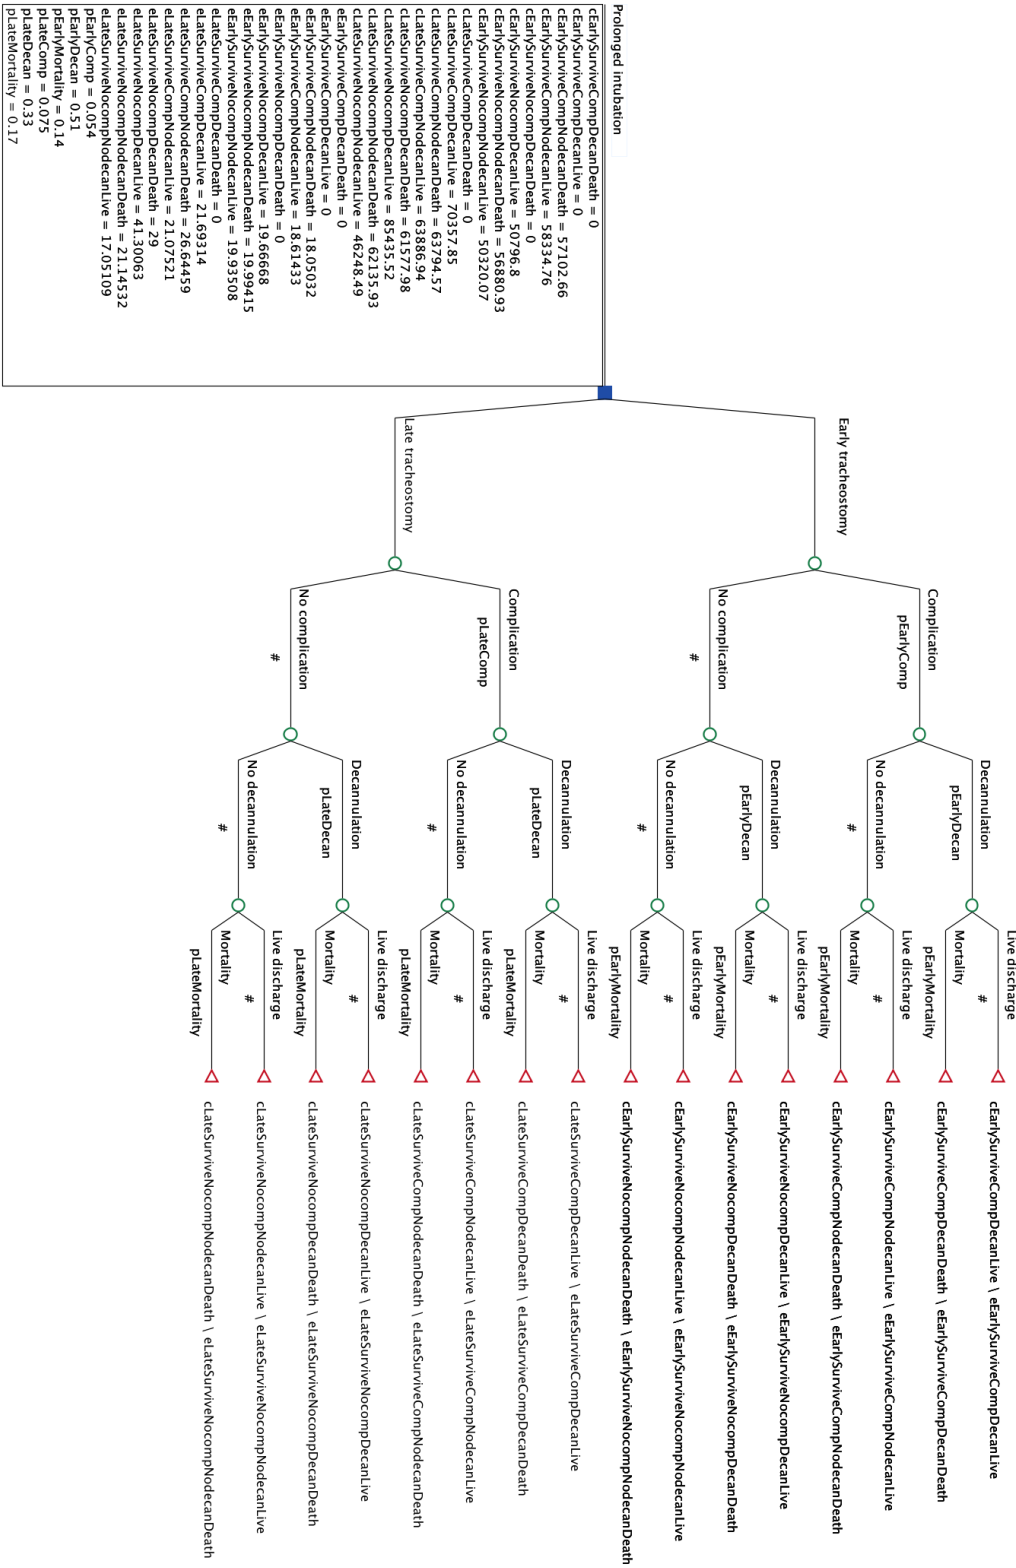 Prolonged intubation
cEarlySurviveCompDecanDeath = 0
cEarlySurviveCompDecanLive = 0
cEarlySurviveCompNodecanDeath = 57102.66
cEarlySurviveCompNodecanLive = 58334.76
cEarlySurviveNocompDecanDeath = 0
cEarlySurviveNocompDecanLive = 50796.8
cEarlySurviveNocompNodecanDeath = 56880.93
cEarlySurviveNocompNodecanLive = 50320.07
cLateSurviveCompDecanDeath = 0
cLateSurviveCompDecanLive = 70357.85
cLateSurviveCompNodecanDeath = 63794.57
cLateSurviveCompNodecanLive = 63886.94
cLateSurviveNocompDecanDeath = 61577.98
cLateSurviveNocompDecanLive = 85435.52
cLateSurviveNocompNodecanDeath = 62135.93
cLateSurviveNocompNodecanLive = 46248.49
eEarlySurviveCompDecanDeath = 0
eEarlySurviveCompDecanLive = 0
eEarlySurviveCompNodecanDeath = 18.05032
eEarlySurviveCompNodecanLive = 18.61433
eEarlySurviveNocompDecanDeath = 0
eEarlySurviveNocompDecanLive = 19.66668
eEarlySurviveNocompNodecanDeath = 19.99415
eEarlySurviveNocompNodecanLive = 19.93508
eLateSurviveCompDecanDeath = 0
eLateSurviveCompDecanLive = 21.69314
eLateSurviveCompNodecanDeath = 26.64459
eLateSurviveCompNodecanLive = 21.07521
eLateSurviveNocompDecanDeath = 29
eLateSurviveNocompDecanLive = 41.30063
eLateSurviveNocompNodecanDeath = 21.14532
eLateSurviveNocompNodecanLive = 17.05109
pEarlyComp = 0.054
pEarlyDecan = 0.51
pEarlyMortality = 0.14
pLateComp = 0.075
pLateDecan = 0.33
pLateMortality = 0.17
Early tracheostomy
Complication
pEarlyComp
Decannulation
pEarlyDecan
Live discharge
#
cEarlySurviveCompDecanLive \ eEarlySurviveCompDecanLive
Mortality
pEarlyMortality
cEarlySurviveCompDecanDeath \ eEarlySurviveCompDecanDeath
No decannulation
#
Live discharge
#
cEarlySurviveCompNodecanLive \ eEarlySurviveCompNodecanLive
Mortality
pEarlyMortality
cEarlySurviveCompNodecanDeath \ eEarlySurviveCompNodecanDeath
No complication
#
Decannulation
pEarlyDecan
Live discharge
#
cEarlySurviveNocompDecanLive \ eEarlySurviveNocompDecanLive
Mortality
pEarlyMortality
cEarlySurviveNocompDecanDeath \ eEarlySurviveNocompDecanDeath
No decannulation
#
Live discharge
#
cEarlySurviveNocompNodecanLive \ eEarlySurviveNocompNodecanLive
Mortality
pEarlyMortality
cEarlySurviveNocompNodecanDeath \ eEarlySurviveNocompNodecanDeath
Late tracheostomy
Complication
pLateComp
Decannulation
pLateDecan
Live discharge
#
cLateSurviveCompDecanLive \ eLateSurviveCompDecanLive
Mortality
pLateMortality
cLateSurviveCompDecanDeath \ eLateSurviveCompDecanDeath
No decannulation
#
Live discharge
#
cLateSurviveCompNodecanLive \ eLateSurviveCompNodecanLive
Mortality
pLateMortality
cLateSurviveCompNodecanDeath \ eLateSurviveCompNodecanDeath
No complication
#
Decannulation
pLateDecan
Live discharge
#
cLateSurviveNocompDecanLive \ eLateSurviveNocompDecanLive
Mortality
pLateMortality
cLateSurviveNocompDecanDeath \ eLateSurviveNocompDecanDeath
No decannulation
#
Live discharge
#
cLateSurviveNocompNodecanLive \ eLateSurviveNocompNodecanLive
Mortality
pLateMortality
cLateSurviveNocompNodecanDeath \ eLateSurviveNocompNodecanDeath